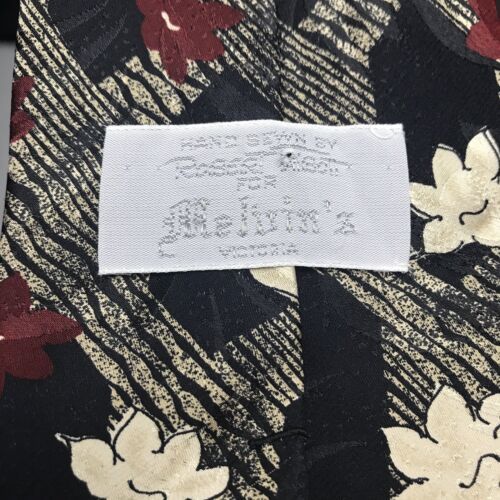 HAND SEWN BY
FOR
Melvin's
VICTORIA